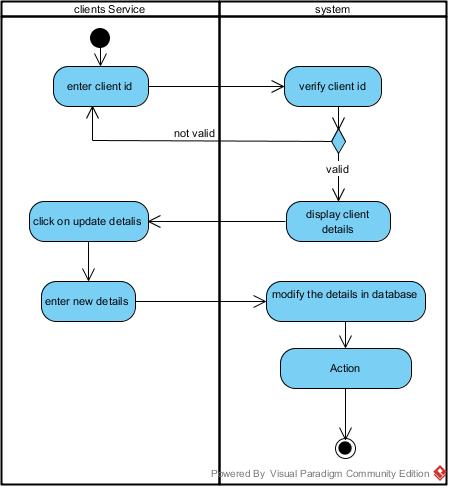 clients Service
system
enter client id
verify client id
not valid
valid
click on update detalis
display client
details
enter new details
modify the details in database
Action
Powered By Visual Paradigm Community Edition